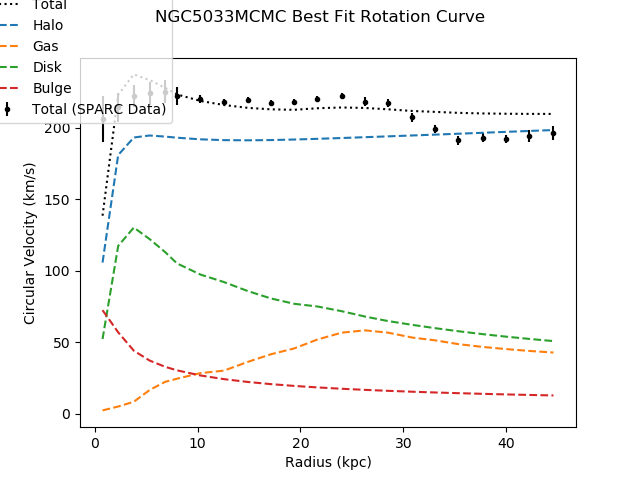 NGC5033MCMC Best Fit Rotation Curve
Total
Halo
Gas
Disk
Bulge
Total (SPARC Data)
200
150
100
50
0
Circular Velocity (km/s)
0 10 20 30 40
Radius (kpc)